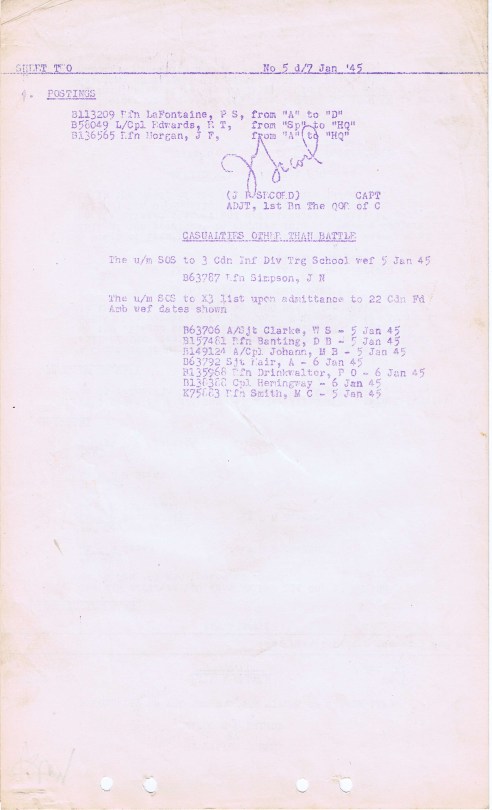 SHEET TWO No 5 d/7 Jan '45
9. POSTINGS
B113209 Rfn LaFontaine, P S, from "A" to "D"
B58049 L/Cpl Edwards, R T, from "Sp" to "HQ"
B136565 Rfn Morgan, J F, from "A" to "HQ"
J Secord
(J R SECORD) CAPT
ADJT, 1st Bn The QOR of C
CASUALTIES OTHER THAN BATTLE
The u/m SOS to 3 Cdn Inf Div Trg School wef 5 Jan 45
B63787 Rfn Simpson, J N
The u/m SOS to X3 list upon admittance to 22 Cdn Fd
Amb wef dates shown
B63706 A/Sjt Clarke, W S - 5 Jan 45
B157481 Rfn Banting, D B - 5 Jan 45
B149124 A/Cpl Johann, M B - 5 Jan 45
B63792 Sjt Fair, A - 6 Jan 45
B135968 Rfn Drinkwalter, P O - 6 Jan 45
B138388 Cpl Hemingway - 6 Jan 45
Rfn Smith, M C - 5 Jan 45